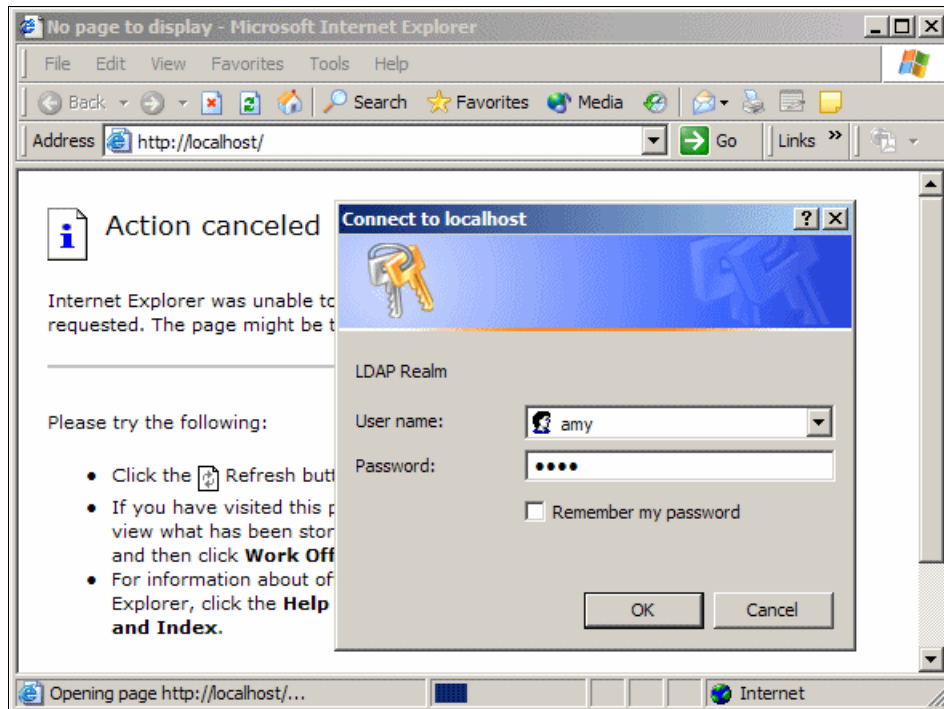 No page to display - Microsoft Internet Explorer
File Edit View Favorites Tools Help
Back Search Favorites Media
Address http://localhost/ Go Links »
Action canceled
Internet Explorer was unable to
requested. The page might be
Please try the following:
Click the Refresh
If you have visited this
view what has been
and then click Work
For information about
Explorer, click the Help
and Index.
Connect to localhost
LDAP Realm
User name: amy
Password: ••••
Remember my password
OK Cancel
Opening page http://localhost/... Internet